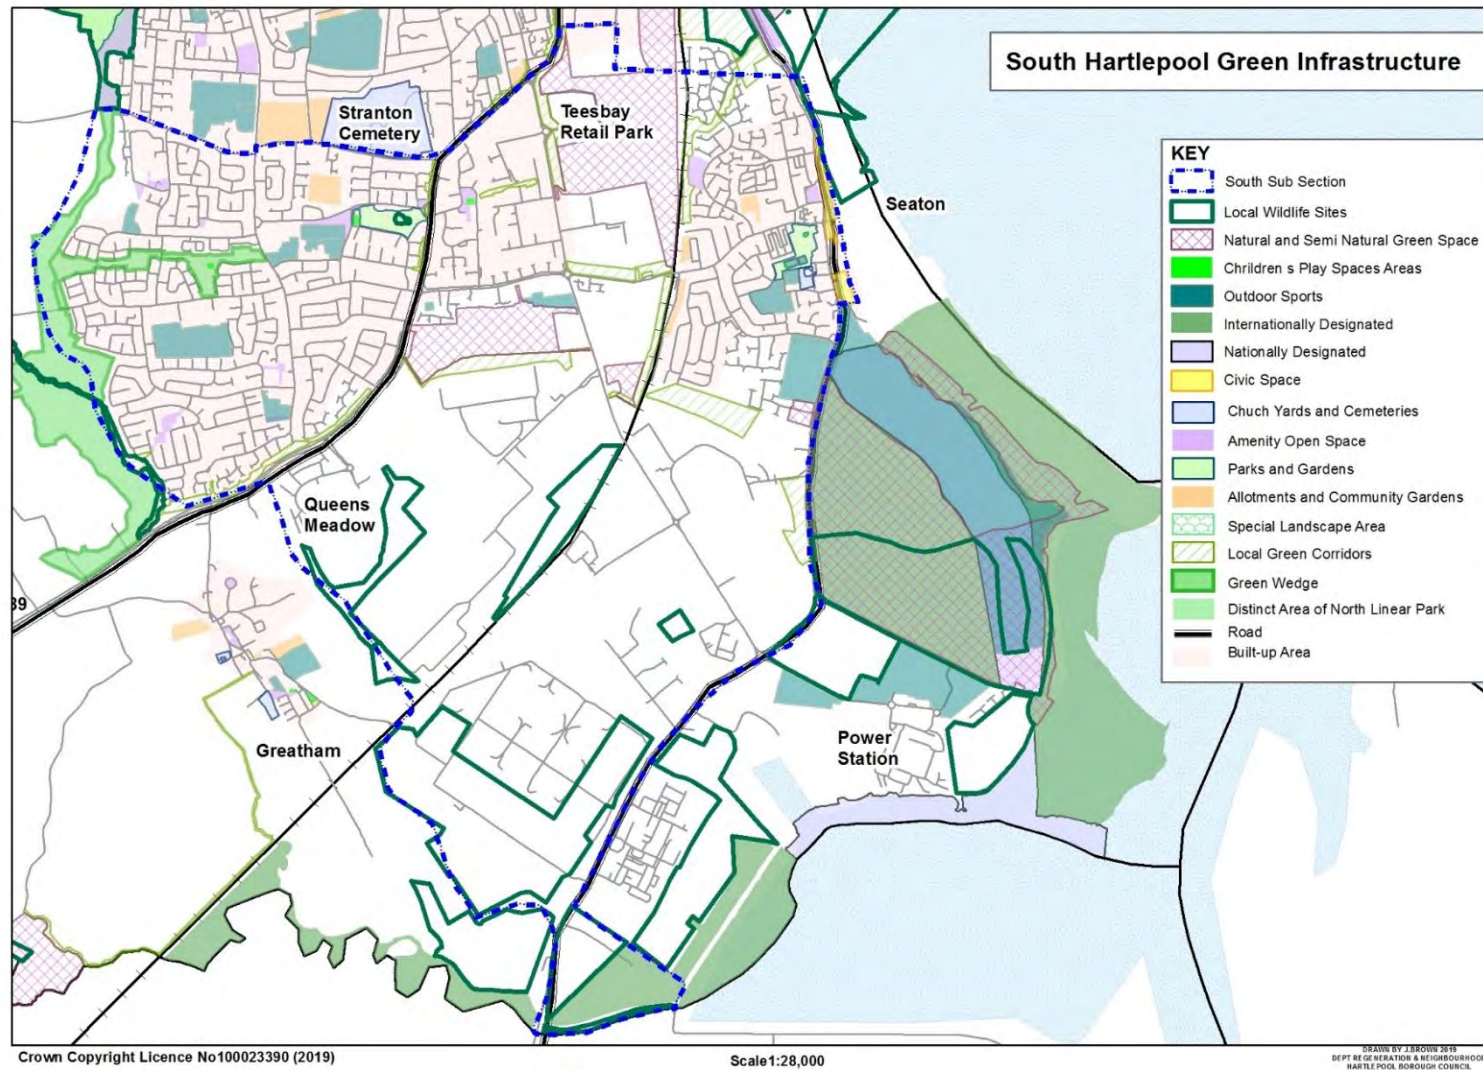 South Hartlepool Green Infrastructure
Stranton
Cemetery
Teesbay
Retail Park
Seaton
KEY
South Sub Section
Local Wildlife Sites
Natural and Semi Natural Green Space
Chrildren s Play Spaces Areas
Outdoor Sports
Internationally Designated
Nationally Designated
Civic Space
Chuch Yards and Cemeteries
Amenity Open Space
Parks and Gardens
Allotments and Community Gardens
Special Landscape Area
Local Green Corridors
Green Wedge
Distinct Area of North Linear Park
Road
Built-up Area
Queens
Meadow
39
Greatham
Power
Station
Crown Copyright Licence No100023390 (2019)
Scale1:28,000
DRAWN BY J.BROWN 2019
DEPT REGENERATION & NEIGHBOURHOOD
HARTLEPOOL BOROUGH COUNCIL